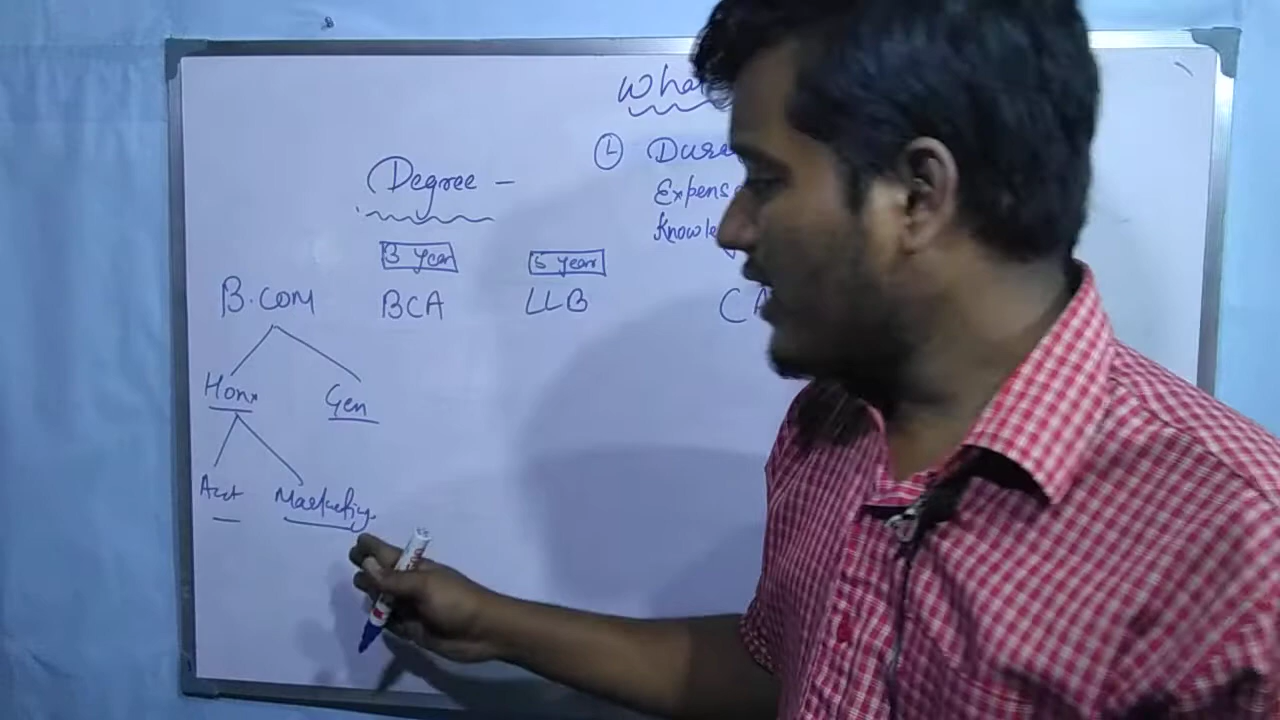 What
① Dura
Expens
Knowle
Degree -
3 Year
5 Year
B.COM
BCA
LLB
CA
Hons
Gen
Acct
Marketing